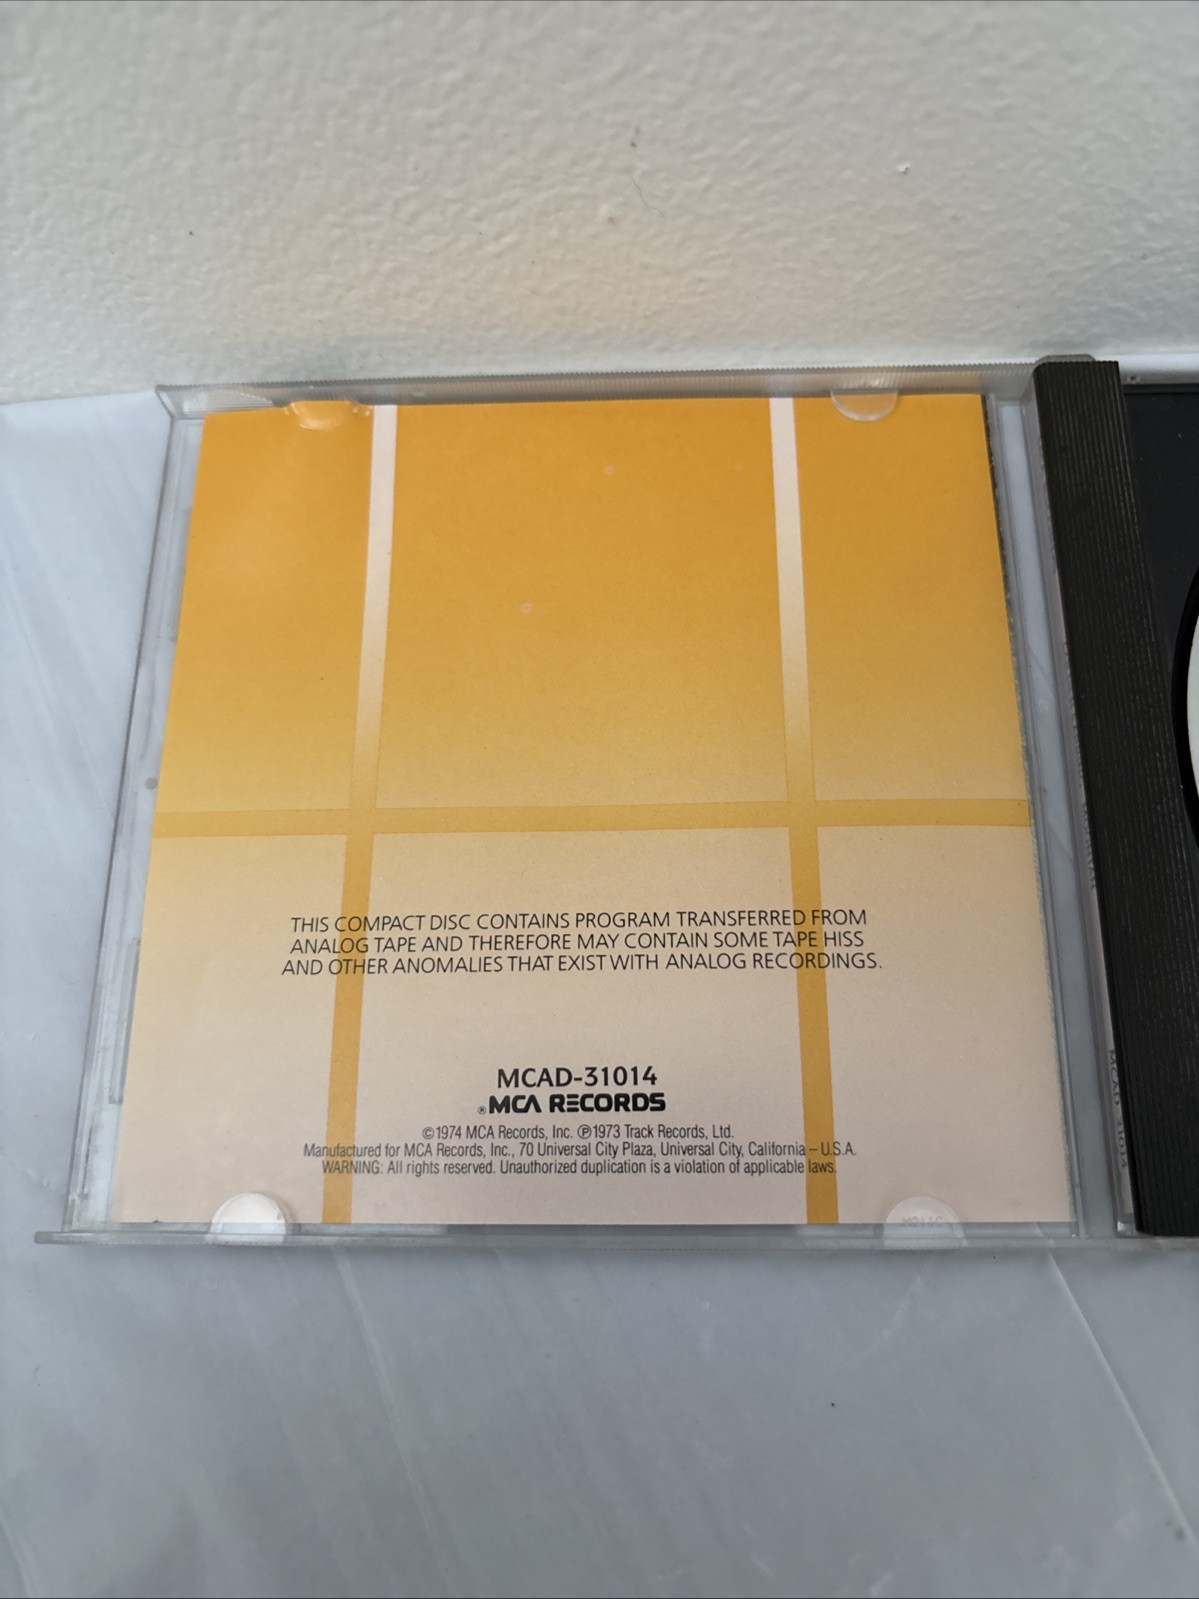 THIS COMPACT DISC CONTAINS PROGRAM TRANSFERRED FROM
ANALOG TAPE AND THEREFORE MAY CONTAIN SOME TAPE HISS
AND OTHER ANOMALIES THAT EXIST WITH ANALOG RECORDINGS.
MCAD-31014
®MCA RECORDS
©1974 MCA Records, Inc. ℗1973 Track Records, Ltd.
Manufactured for MCA Records, Inc., 70 Universal City Plaza, Universal City, California – U.S.A.
WARNING: All rights reserved. Unauthorized duplication is a violation of applicable laws.
MCAD-31014